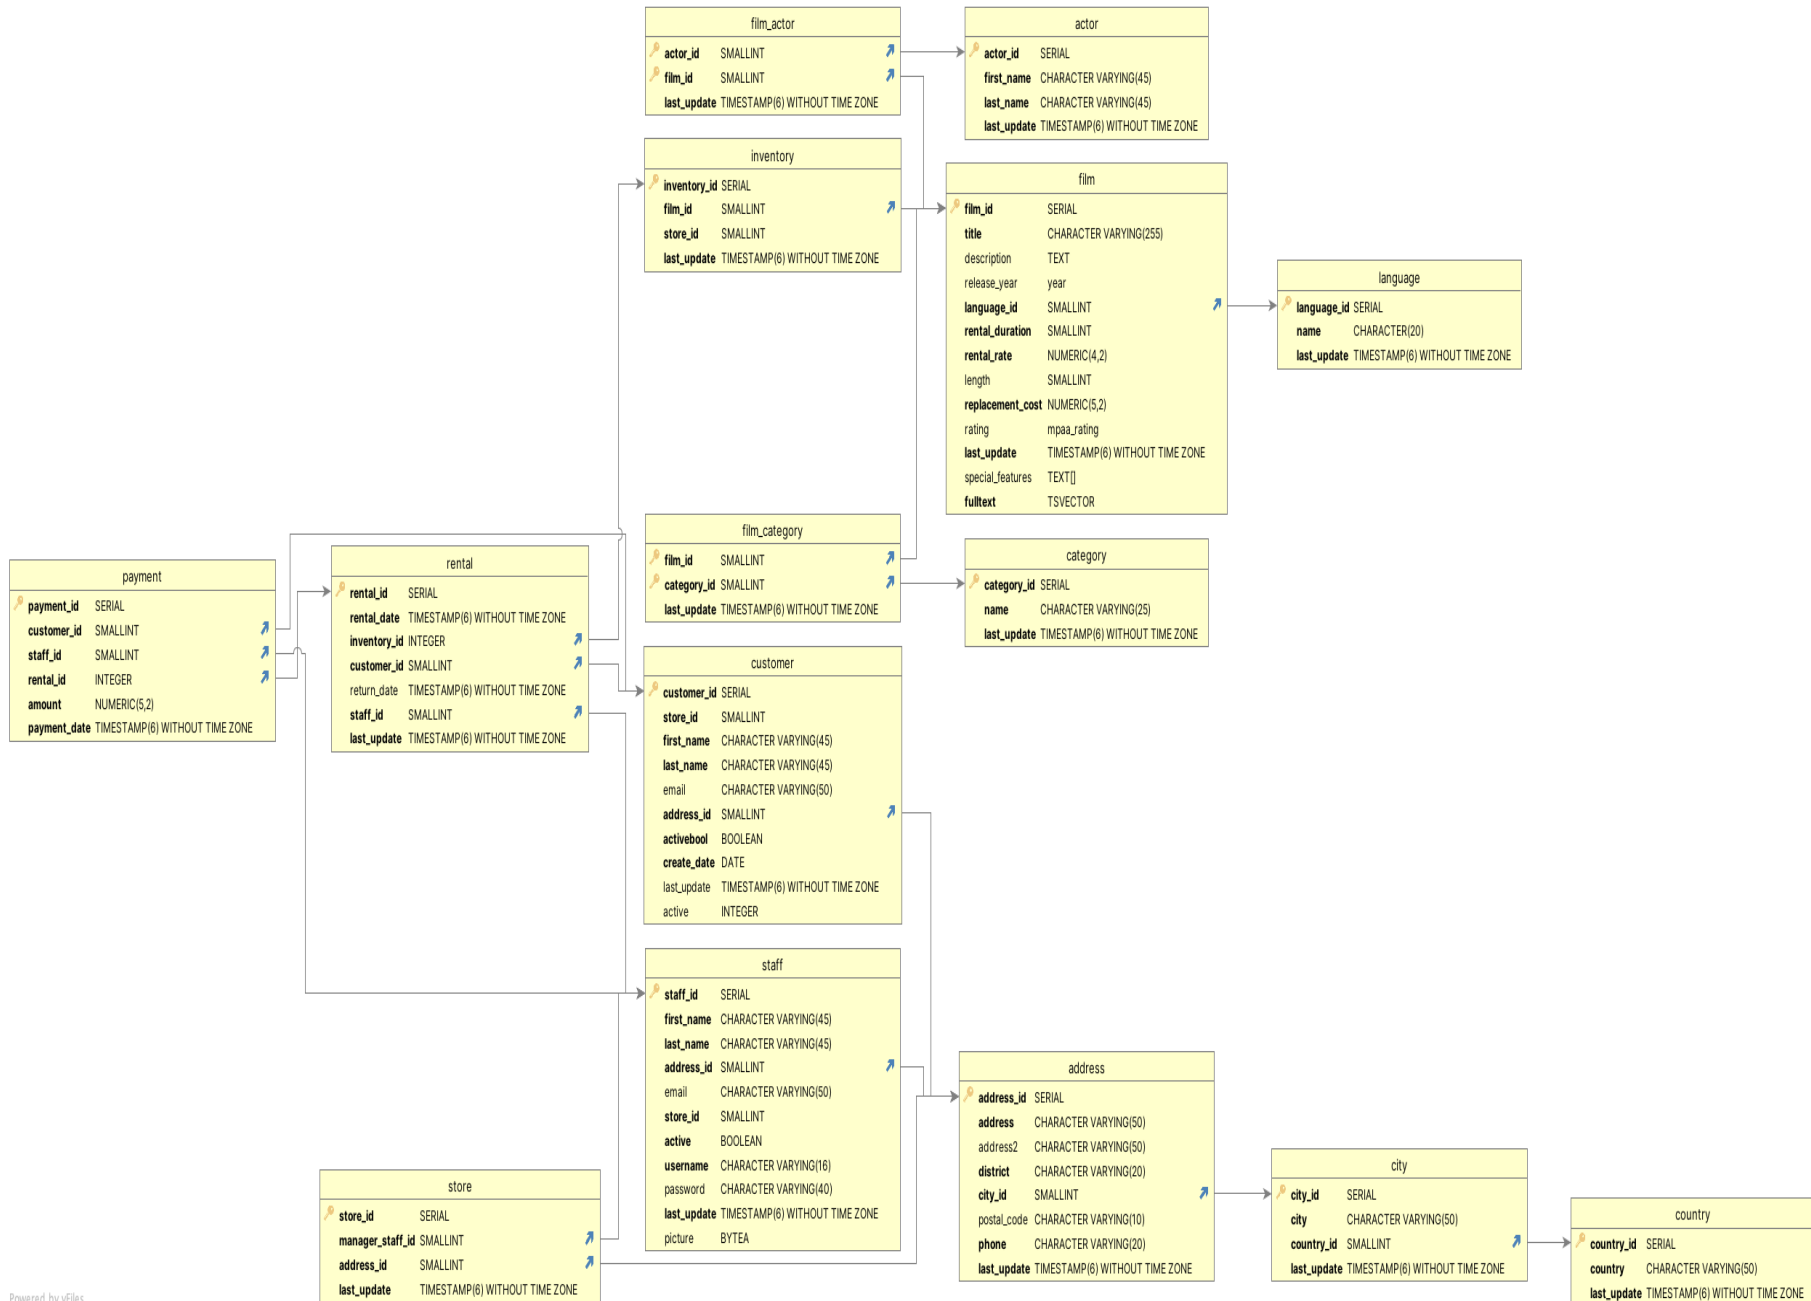 film_actor
actor_id SMALLINT
film_id SMALLINT
last_update TIMESTAMP(6) WITHOUT TIME ZONE
actor
actor_id SERIAL
first_name CHARACTER VARYING(45)
last_name CHARACTER VARYING(45)
last_update TIMESTAMP(6) WITHOUT TIME ZONE
inventory
inventory_id SERIAL
film_id SMALLINT
store_id SMALLINT
last_update TIMESTAMP(6) WITHOUT TIME ZONE
film
film_id SERIAL
title CHARACTER VARYING(255)
description TEXT
release_year year
language_id SMALLINT
rental_duration SMALLINT
rental_rate NUMERIC(4,2)
length SMALLINT
replacement_cost NUMERIC(5,2)
rating mpaa_rating
last_update TIMESTAMP(6) WITHOUT TIME ZONE
special_features TEXT[]
fulltext TSVECTOR
language
language_id SERIAL
name CHARACTER(20)
last_update TIMESTAMP(6) WITHOUT TIME ZONE
film_category
film_id SMALLINT
category_id SMALLINT
last_update TIMESTAMP(6) WITHOUT TIME ZONE
category
category_id SERIAL
name CHARACTER VARYING(25)
last_update TIMESTAMP(6) WITHOUT TIME ZONE
payment
payment_id SERIAL
customer_id SMALLINT
staff_id SMALLINT
rental_id INTEGER
amount NUMERIC(5,2)
payment_date TIMESTAMP(6) WITHOUT TIME ZONE
rental
rental_id SERIAL
rental_date TIMESTAMP(6) WITHOUT TIME ZONE
inventory_id INTEGER
customer_id SMALLINT
return_date TIMESTAMP(6) WITHOUT TIME ZONE
staff_id SMALLINT
last_update TIMESTAMP(6) WITHOUT TIME ZONE
customer
customer_id SERIAL
store_id SMALLINT
first_name CHARACTER VARYING(45)
last_name CHARACTER VARYING(45)
email CHARACTER VARYING(50)
address_id SMALLINT
activebool BOOLEAN
create_date DATE
last_update TIMESTAMP(6) WITHOUT TIME ZONE
active INTEGER
staff
staff_id SERIAL
first_name CHARACTER VARYING(45)
last_name CHARACTER VARYING(45)
address_id SMALLINT
email CHARACTER VARYING(50)
store_id SMALLINT
active BOOLEAN
username CHARACTER VARYING(16)
password CHARACTER VARYING(40)
last_update TIMESTAMP(6) WITHOUT TIME ZONE
picture BYTEA
address
address_id SERIAL
address CHARACTER VARYING(50)
address2 CHARACTER VARYING(50)
district CHARACTER VARYING(20)
city_id SMALLINT
postal_code CHARACTER VARYING(10)
phone CHARACTER VARYING(20)
last_update TIMESTAMP(6) WITHOUT TIME ZONE
store
store_id SERIAL
manager_staff_id SMALLINT
address_id SMALLINT
last_update TIMESTAMP(6) WITHOUT TIME ZONE
city
city_id SERIAL
city CHARACTER VARYING(50)
country_id SMALLINT
last_update TIMESTAMP(6) WITHOUT TIME ZONE
country
country_id SERIAL
country CHARACTER VARYING(50)
last_update TIMESTAMP(6) WITHOUT TIME ZONE
Powered by yFiles